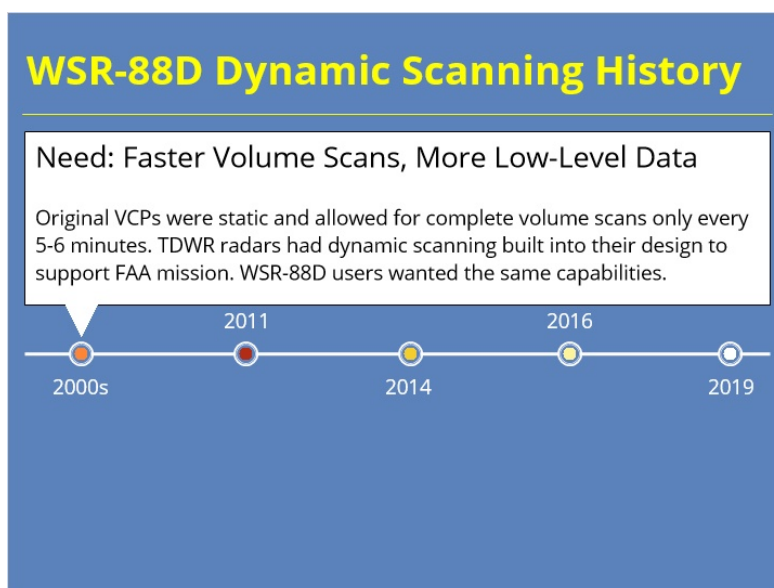 WSR-88D Dynamic Scanning History
Need: Faster Volume Scans, More Low-Level Data
Original VCPs were static and allowed for complete volume scans only every
5-6 minutes. TDWR radars had dynamic scanning built into their design to
support FAA mission. WSR-88D users wanted the same capabilities.
2011
2016
2000s
2014
2019